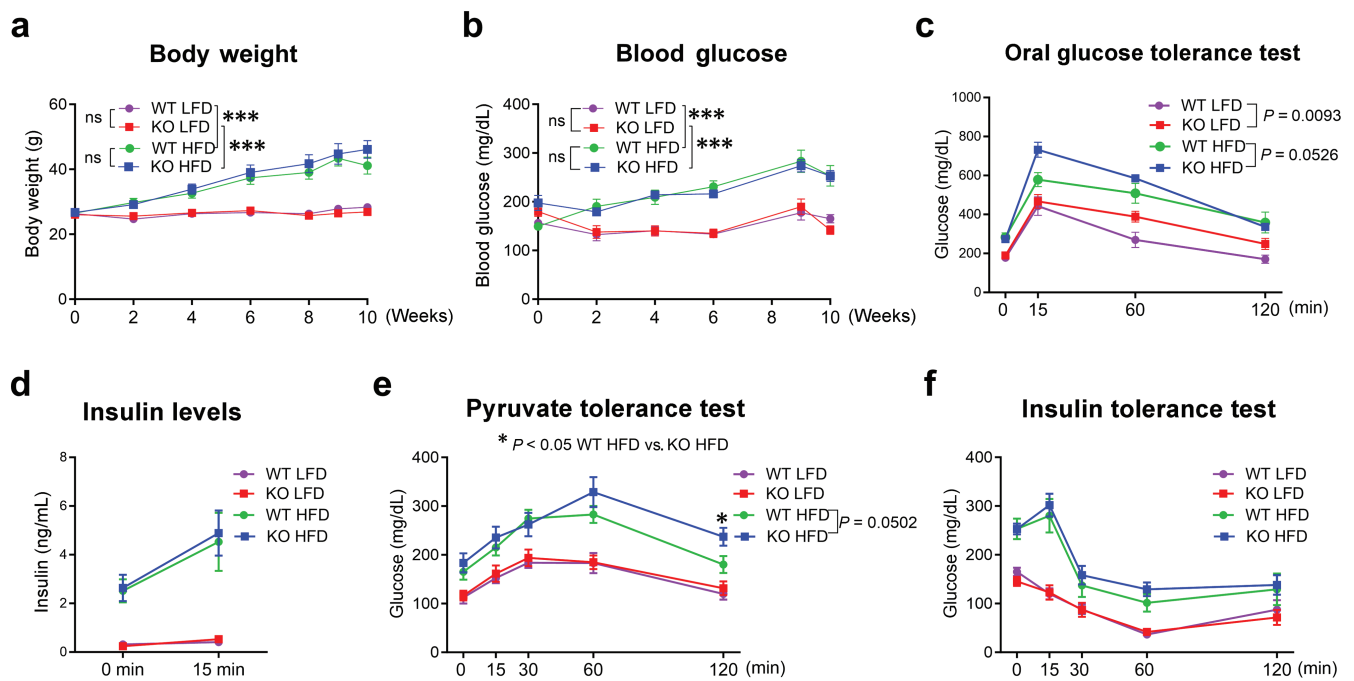 a
Body weight
Body weight (g)
60
40
20
0
0 2 4 6 8 10 (Weeks)
ns
ns
WT LFD
KO LFD
WT HFD
KO HFD
***
***
b
Blood glucose
Blood glucose (mg/dL)
400
300
200
100
0
0 2 4 6 8 10 (Weeks)
ns
ns
WT LFD
KO LFD
WT HFD
KO HFD
***
***
c
Oral glucose tolerance test
Glucose (mg/dL)
1000
800
600
400
200
0
0 15 60 120 (min)
WT LFD
KO LFD
WT HFD
KO HFD
P = 0.0093
P = 0.0526
d
Insulin levels
Insulin (ng/mL)
8
6
4
2
0
0 min 15 min
WT LFD
KO LFD
WT HFD
KO HFD
e
Pyruvate tolerance test
* P < 0.05 WT HFD vs. KO HFD
Glucose (mg/dL)
400
300
200
100
0
0 15 30 60 120 (min)
WT LFD
KO LFD
WT HFD
KO HFD
P = 0.0502
*
f
Insulin tolerance test
Glucose (mg/dL)
400
300
200
100
0
0 15 30 60 120 (min)
WT LFD
KO LFD
WT HFD
KO HFD